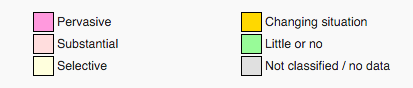 Pervasive
Substantial
Selective
Changing situation
Little or no
Not classified / no data